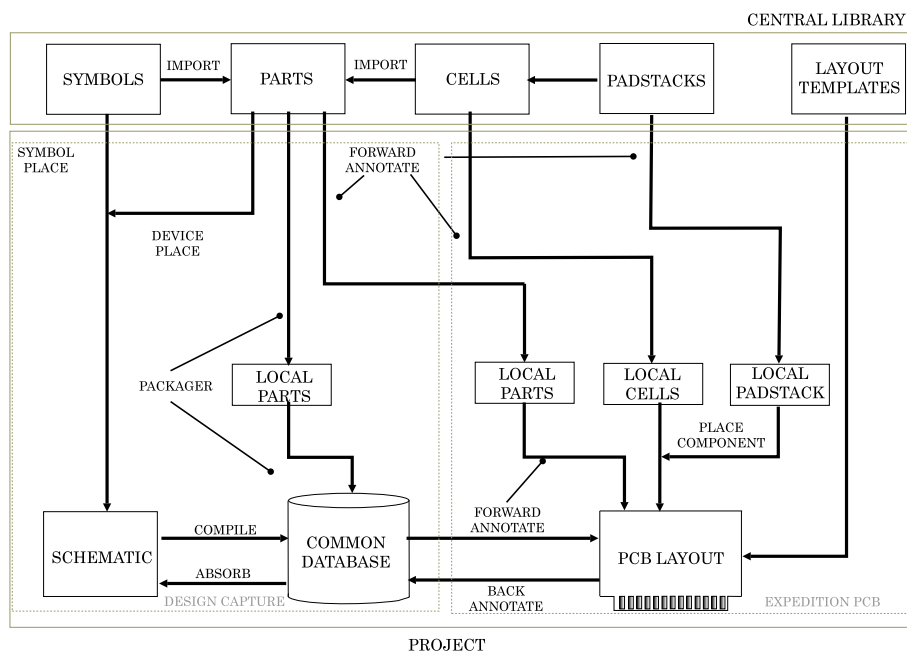 CENTRAL LIBRARY
SYMBOLS
IMPORT
PARTS
IMPORT
CELLS
PADSTACKS
LAYOUT
TEMPLATES
SYMBOL
PLACE
FORWARD
ANNOTATE
DEVICE
PLACE
PACKAGER
LOCAL
PARTS
LOCAL
PARTS
LOCAL
CELLS
LOCAL
PADSTACK
PLACE
COMPONENT
FORWARD
ANNOTATE
SCHEMATIC
COMPILE
ABSORB
COMMON
DATABASE
BACK
ANNOTATE
PCB LAYOUT
DESIGN CAPTURE
EXPEDITION PCB
PROJECT